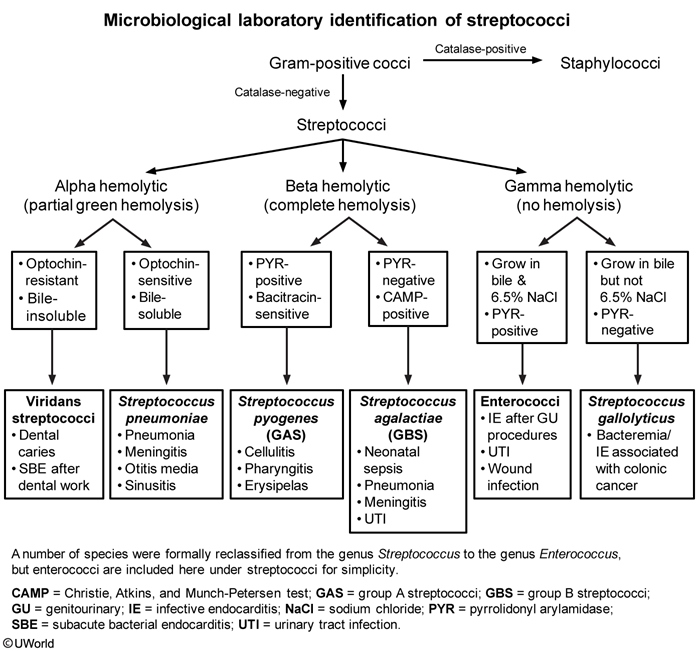 Microbiological laboratory identification of streptococci
Catalase-positive
Gram-positive cocci
Staphylococci
Catalase-negative
Streptococci
Alpha hemolytic
(partial green hemolysis)
Beta hemolytic
(complete hemolysis)
Gamma hemolytic
(no hemolysis)
• Optochin-
resistant
• Bile-
insoluble
• Optochin-
sensitive
• Bile-
soluble
• PYR-
positive
• Bacitracin-
sensitive
• PYR-
negative
• CAMP-
positive
• Grow in
bile &
6.5% NaCl
• PYR-
positive
• Grow in bile
but not
6.5% NaCl
• PYR-
negative
Viridans
streptococci
• Dental
caries
• SBE after
dental work
Streptococcus
pneumoniae
• Pneumonia
• Meningitis
• Otitis media
• Sinusitis
Streptococcus
pyogenes
(GAS)
• Cellulitis
• Pharyngitis
• Erysipelas
Streptococcus
agalactiae
(GBS)
• Neonatal
sepsis
• Pneumonia
• Meningitis
• UTI
Enterococci
• IE after GU
procedures
• UTI
• Wound
infection
Streptococcus
gallolyticus
• Bacteremia/
IE associated
with colonic
cancer
A number of species were formally reclassified from the genus Streptococcus to the genus Enterococcus,
but enterococci are included here under streptococci for simplicity.
CAMP = Christie, Atkins, and Munch-Petersen test; GAS = group A streptococci; GBS = group B streptococci;
GU = genitourinary; IE = infective endocarditis; NaCl = sodium chloride; PYR = pyrrolidonyl arylamidase;
SBE = subacute bacterial endocarditis; UTI = urinary tract infection.
©UWorld